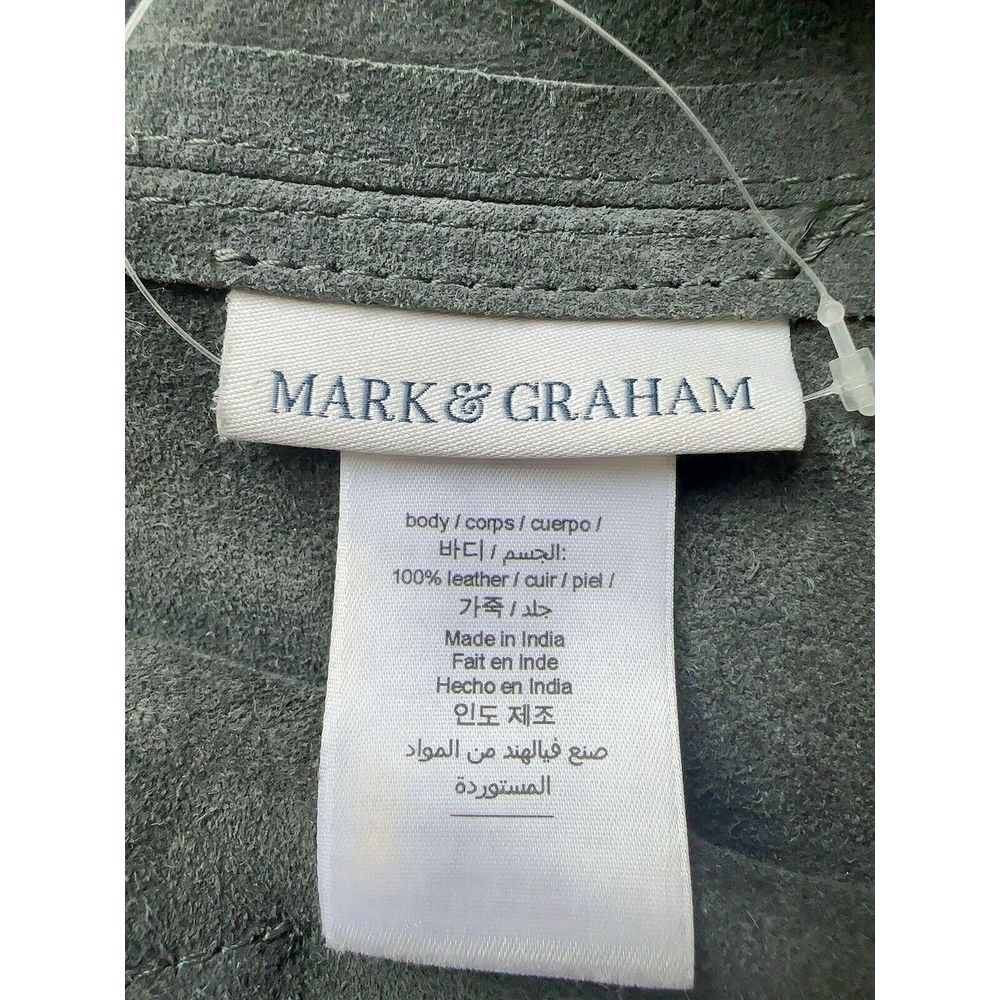 MARK & GRAHAM
body / corps / cuerpo /
바디 / الجسم:
100% leather / cuir / piel /
가죽 / جلد
Made in India
Fait en Inde
Hecho en India
인도 제조
صنع فيالهند من المواد
المستوردة